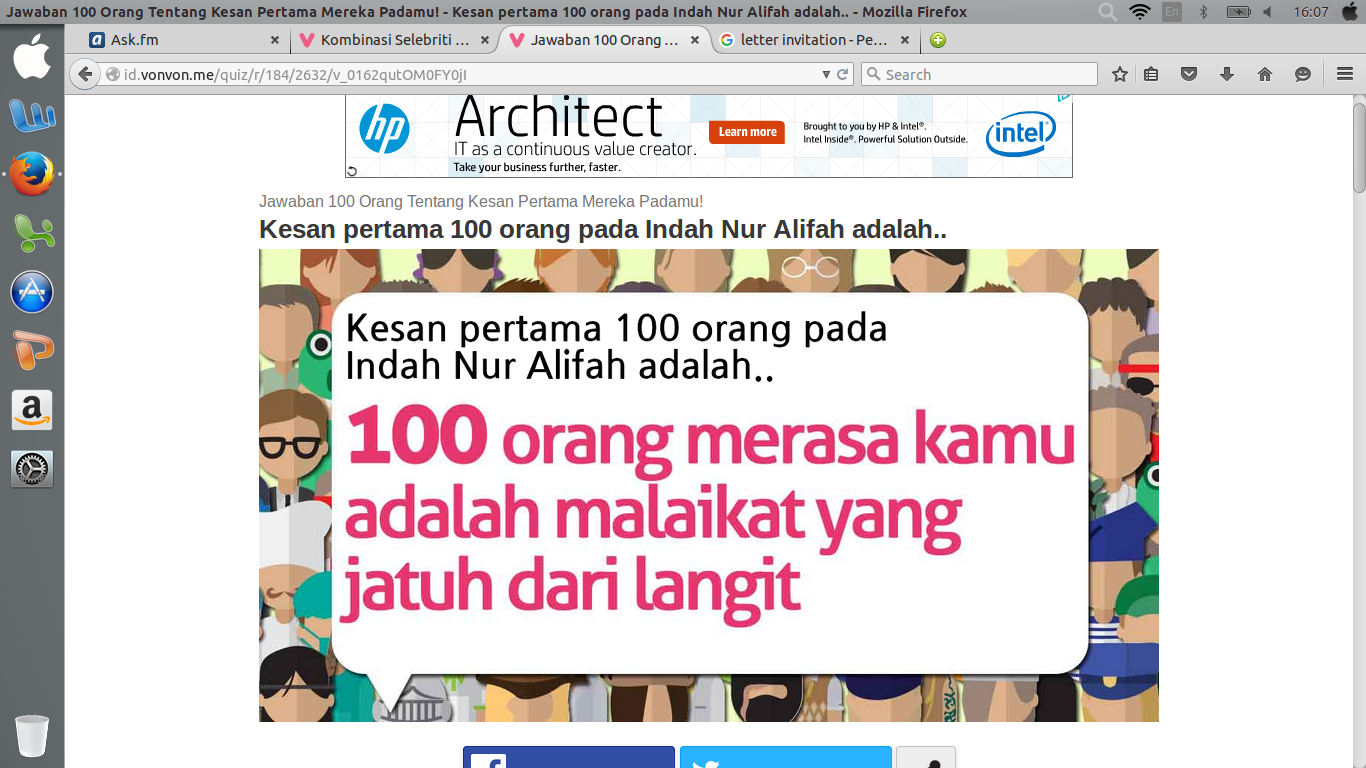 Jawaban 100 Orang Tentang Kesan Pertama Mereka Padamu! - Kesan pertama 100 orang pada Indah Nur Alifah adalah.. - Mozilla Firefox
En
16:07
Ask.fm
Kombinasi Selebriti ...
Jawaban 100 Orang ...
letter invitation - Pe...
id.vonvon.me/quiz/r/184/2632/v_0162qutOM0FY0jI
Search
hp
Architect
IT as a continuous value creator.
Take your business further, faster.
Learn more
Brought to you by HP & Intel®.
Intel Inside®. Powerful Solution Outside.
intel
Jawaban 100 Orang Tentang Kesan Pertama Mereka Padamu!
Kesan pertama 100 orang pada Indah Nur Alifah adalah..
Kesan pertama 100 orang pada
Indah Nur Alifah adalah..
100 orang merasa kamu
adalah malaikat yang
jatuh dari langit